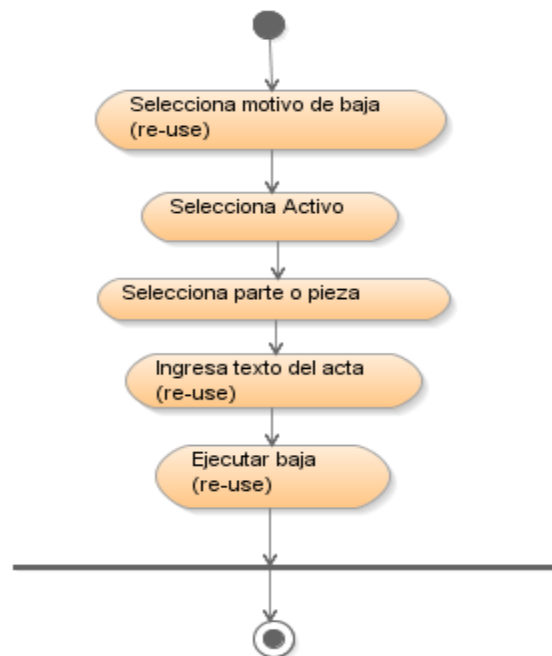 Selecciona motivo de baja
(re-use)
Selecciona Activo
Selecciona parte o pieza
Ingresa texto del acta
(re-use)
Ejecutar baja
(re-use)